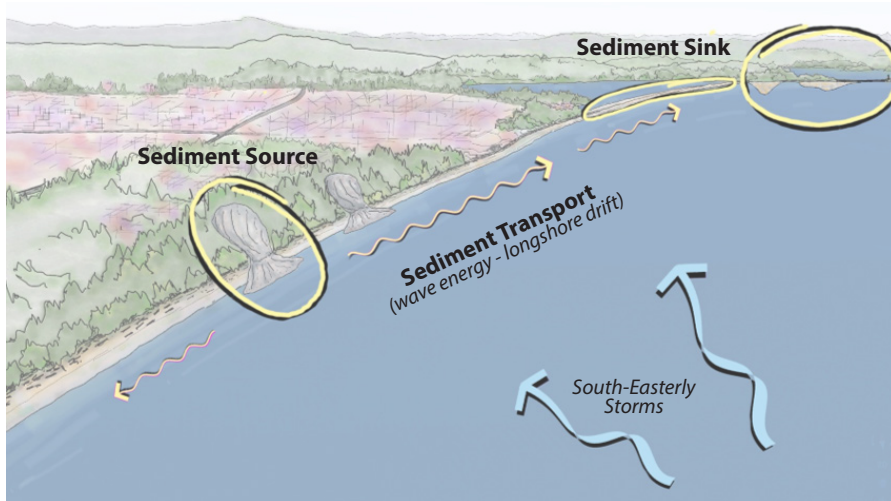 Sediment Sink
Sediment Source
Sediment Transport
(wave energy - longshore drift)
South-Easterly
Storms